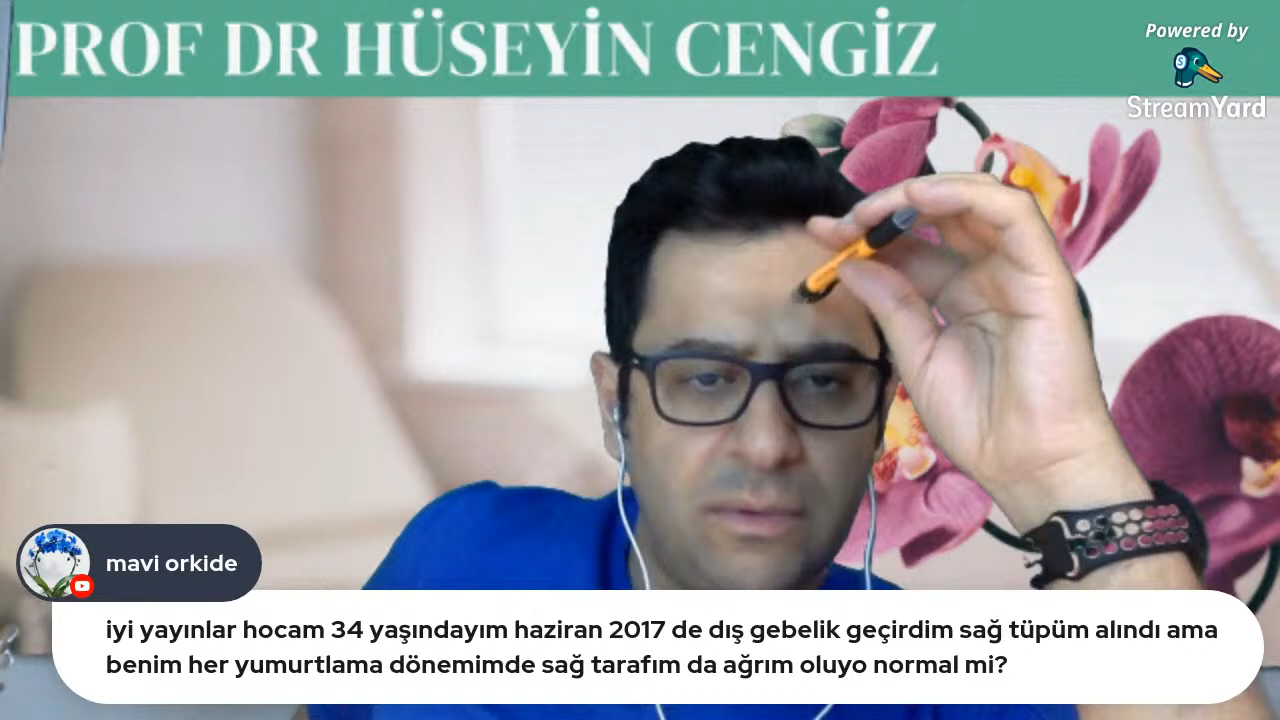 PROF DR HÜSEYİN CENGİZ
Powered by
StreamYard
mavi orkide
iyi yayınlar hocam 34 yaşındayım haziran 2017 de dış gebelik geçirdim sağ tüpüm alındı ama
benim her yumurtlama dönemimde sağ tarafım da ağrım oluyo normal mi?